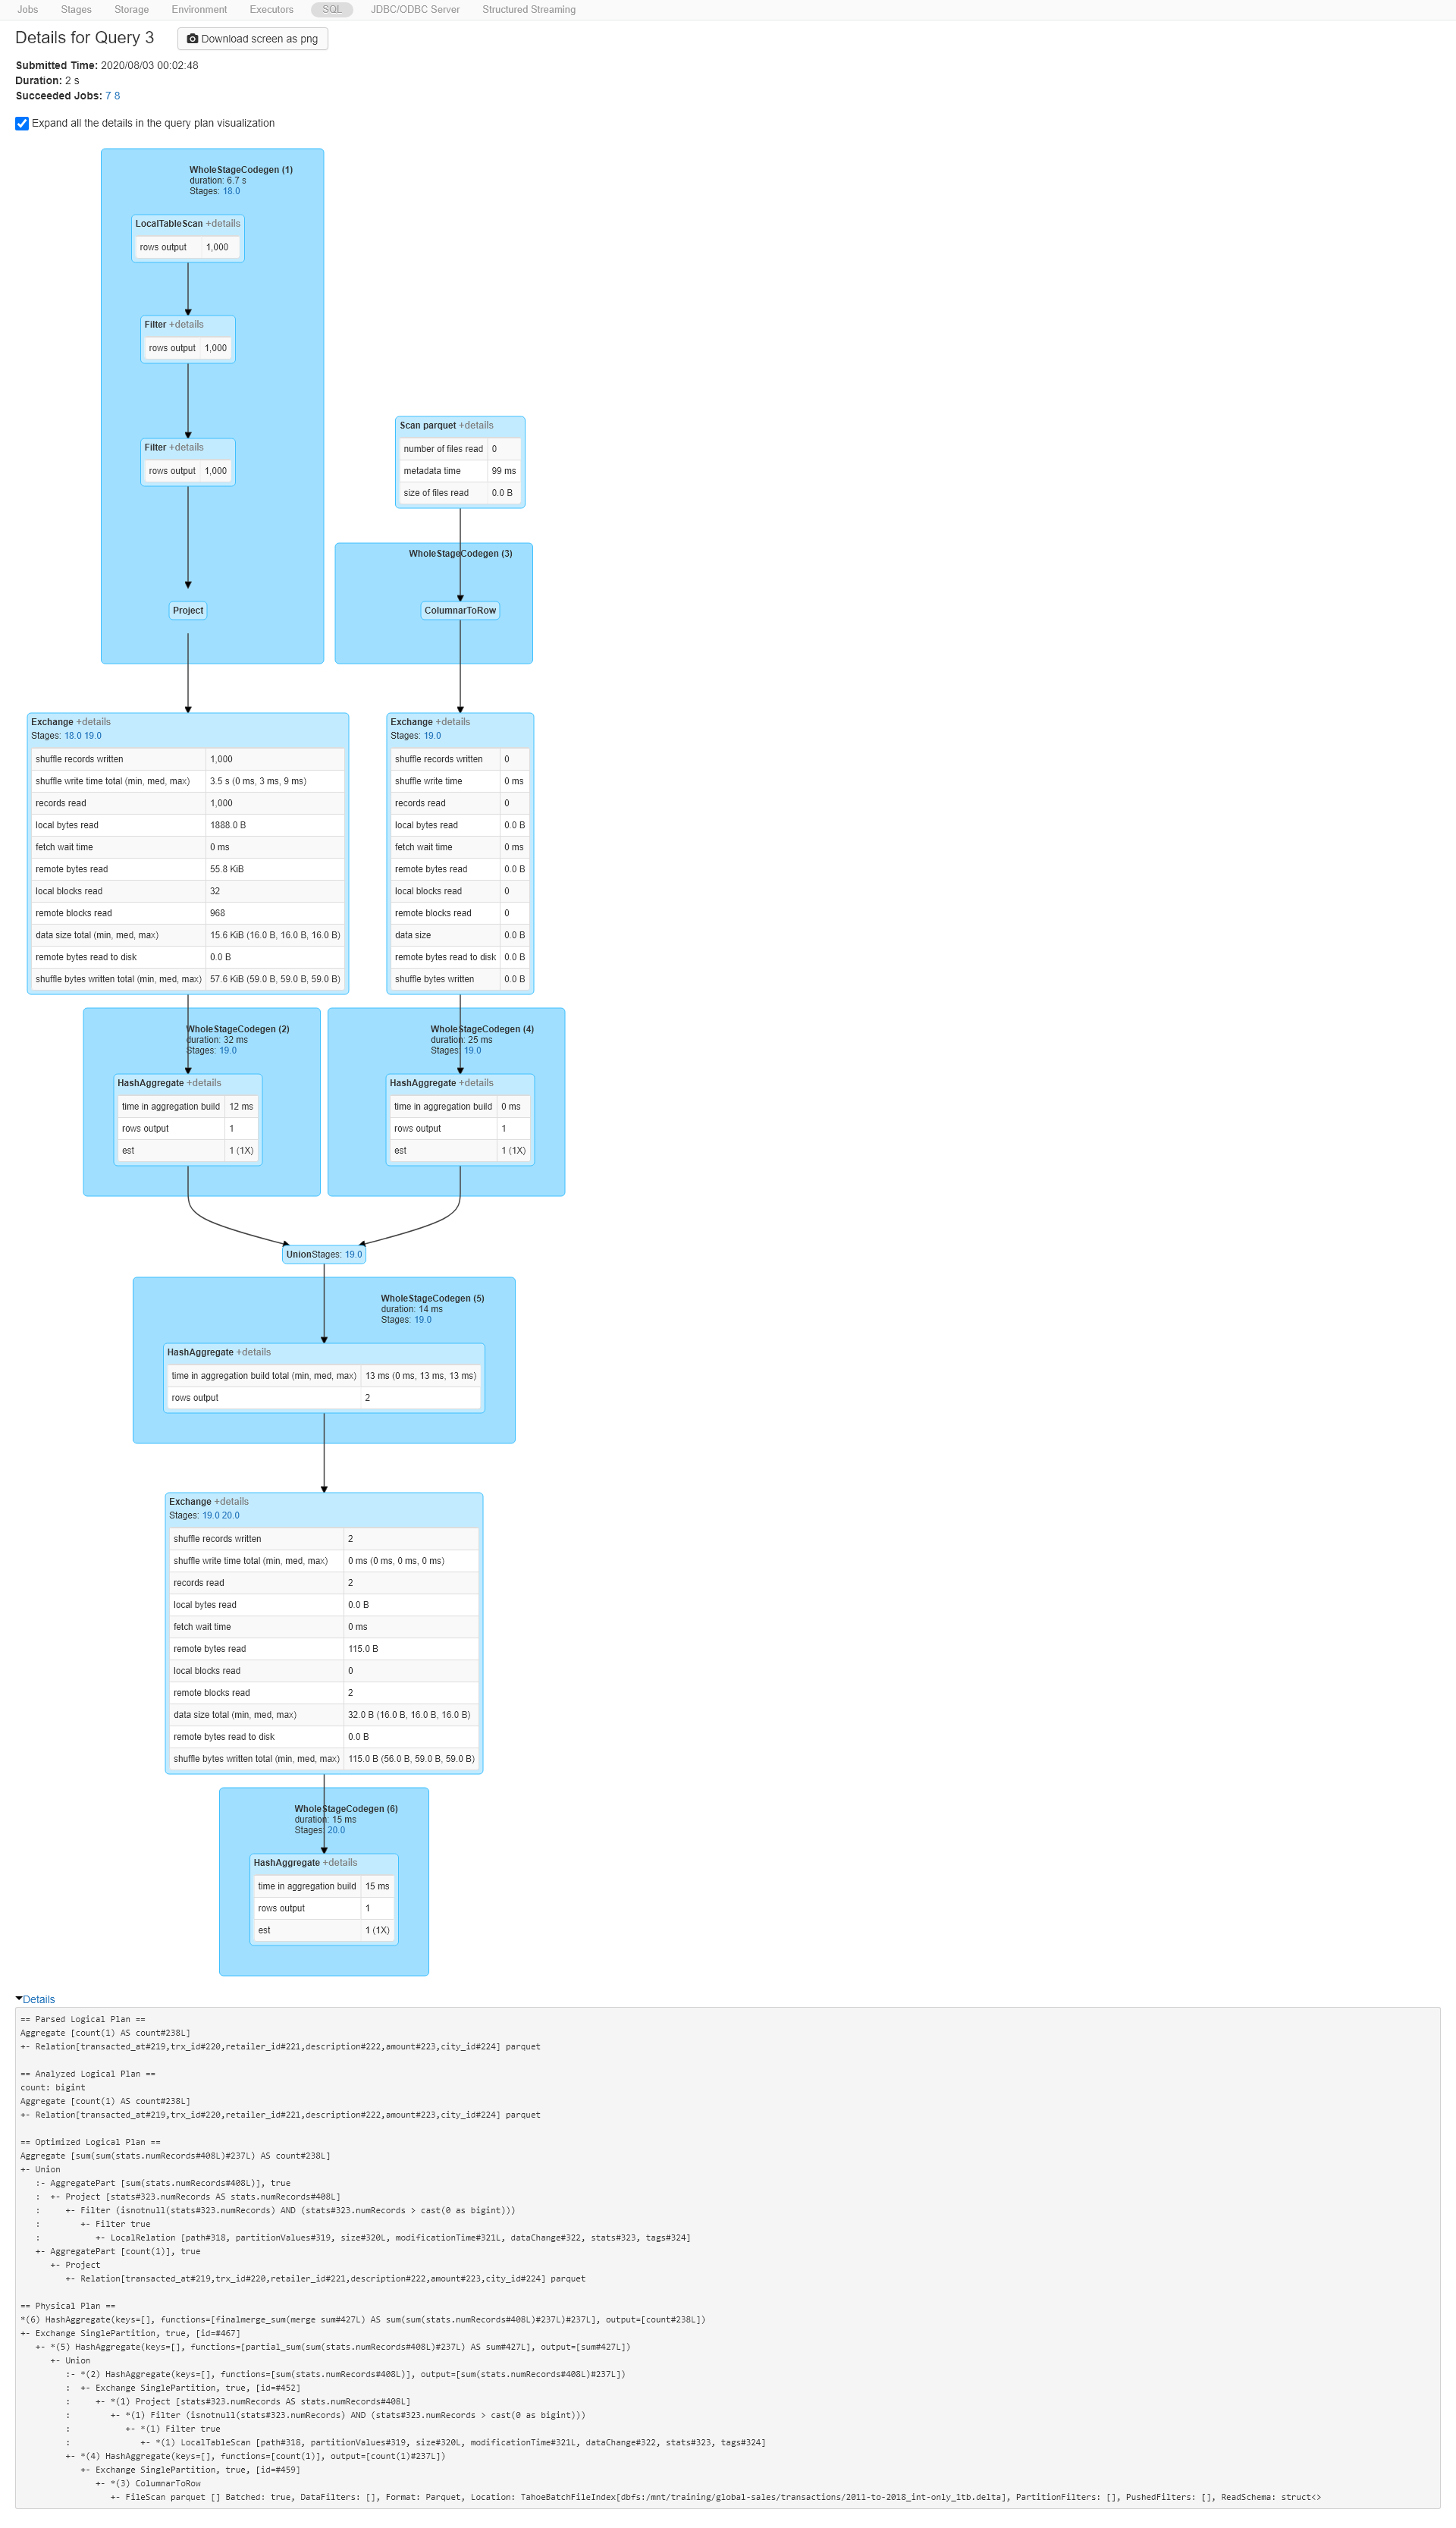 Jobs Stages Storage Environment Executors SQL JDBC/ODBC Server Structured Streaming
Details for Query 3 Download screen as png
Submitted Time: 2020/08/03 00:02:48
Duration: 2 s
Succeeded Jobs: 7 8
Expand all the details in the query plan visualization
WholeStageCodegen (1)
duration: 6.7 s
Stages: 18.0
LocalTableScan +details
rows output 1,000
Filter +details
rows output 1,000
Filter +details
rows output 1,000
Project
Scan parquet +details
number of files read 0
metadata time 99 ms
size of files read 0.0 B
WholeStageCodegen (3)
ColumnarToRow
Exchange +details
Stages: 18.0 19.0
shuffle records written 1,000
shuffle write time total (min, med, max) 3.5 s (0 ms, 3 ms, 9 ms)
records read 1,000
local bytes read 1888.0 B
fetch wait time 0 ms
remote bytes read 55.8 KiB
local blocks read 32
remote blocks read 968
data size total (min, med, max) 15.6 KiB (16.0 B, 16.0 B, 16.0 B)
remote bytes read to disk 0.0 B
shuffle bytes written total (min, med, max) 57.6 KiB (59.0 B, 59.0 B, 59.0 B)
Exchange +details
Stages: 19.0
shuffle records written 0
shuffle write time 0 ms
records read 0
local bytes read 0.0 B
fetch wait time 0 ms
remote bytes read 0.0 B
local blocks read 0
remote blocks read 0
data size 0.0 B
remote bytes read to disk 0.0 B
shuffle bytes written 0.0 B
WholeStageCodegen (2)
duration: 32 ms
Stages: 19.0
HashAggregate +details
time in aggregation build 12 ms
rows output 1
est 1 (1X)
WholeStageCodegen (4)
duration: 25 ms
Stages: 19.0
HashAggregate +details
time in aggregation build 0 ms
rows output 1
est 1 (1X)
UnionStages: 19.0
WholeStageCodegen (5)
duration: 14 ms
Stages: 19.0
HashAggregate +details
time in aggregation build total (min, med, max) 13 ms (0 ms, 13 ms, 13 ms)
rows output 2
Exchange +details
Stages: 19.0 20.0
shuffle records written 2
shuffle write time total (min, med, max) 0 ms (0 ms, 0 ms, 0 ms)
records read 2
local bytes read 0.0 B
fetch wait time 0 ms
remote bytes read 115.0 B
local blocks read 0
remote blocks read 2
data size total (min, med, max) 32.0 B (16.0 B, 16.0 B, 16.0 B)
remote bytes read to disk 0.0 B
shuffle bytes written total (min, med, max) 115.0 B (56.0 B, 59.0 B, 59.0 B)
WholeStageCodegen (6)
duration: 15 ms
Stages: 20.0
HashAggregate +details
time in aggregation build 15 ms
rows output 1
est 1 (1X)
Details
== Parsed Logical Plan ==
Aggregate [count(1) AS count#238L]
+- Relation[transacted_at#219,trx_id#220,retailer_id#221,description#222,amount#223,city_id#224] parquet
== Analyzed Logical Plan ==
count: bigint
Aggregate [count(1) AS count#238L]
+- Relation[transacted_at#219,trx_id#220,retailer_id#221,description#222,amount#223,city_id#224] parquet
== Optimized Logical Plan ==
Aggregate [sum(sum(stats.numRecords#408L)#237L) AS count#238L]
+- Union
:- AggregatePart [sum(stats.numRecords#408L)], true
: +- Project [stats#323.numRecords AS stats.numRecords#408L]
: +- Filter (isnotnull(stats#323.numRecords) AND (stats#323.numRecords > cast(0 as bigint)))
: +- Filter true
: +- LocalRelation [path#318, partitionValues#319, size#320L, modificationTime#321L, dataChange#322, stats#323, tags#324]
+- AggregatePart [count(1)], true
+- Project
+- Relation[transacted_at#219,trx_id#220,retailer_id#221,description#222,amount#223,city_id#224] parquet
== Physical Plan ==
*(6) HashAggregate(keys=[], functions=[finalmerge_sum(merge sum#427L) AS sum(sum(stats.numRecords#408L)#237L)#237L], output=[count#238L])
+- Exchange SinglePartition, true, [id=#467]
+- *(5) HashAggregate(keys=[], functions=[partial_sum(sum(stats.numRecords#408L)#237L) AS sum#427L], output=[sum#427L])
+- Union
:- *(2) HashAggregate(keys=[], functions=[sum(stats.numRecords#408L)], output=[sum(stats.numRecords#408L)#237L])
: +- Exchange SinglePartition, true, [id=#452]
: +- *(1) Project [stats#323.numRecords AS stats.numRecords#408L]
: +- *(1) Filter (isnotnull(stats#323.numRecords) AND (stats#323.numRecords > cast(0 as bigint)))
: +- *(1) Filter true
: +- *(1) LocalTableScan [path#318, partitionValues#319, size#320L, modificationTime#321L, dataChange#322, stats#323, tags#324]
+- *(4) HashAggregate(keys=[], functions=[count(1)], output=[count(1)#237L])
+- Exchange SinglePartition, true, [id=#459]
+- *(3) ColumnarToRow
+- FileScan parquet [] Batched: true, DataFilters: [], Format: Parquet, Location: TahoeBatchFileIndex[dbfs:/mnt/training/global-sales/transactions/2011-to-2018_int-only_1tb.delta], PartitionFilters: [], PushedFilters: [], ReadSchema: struct<>